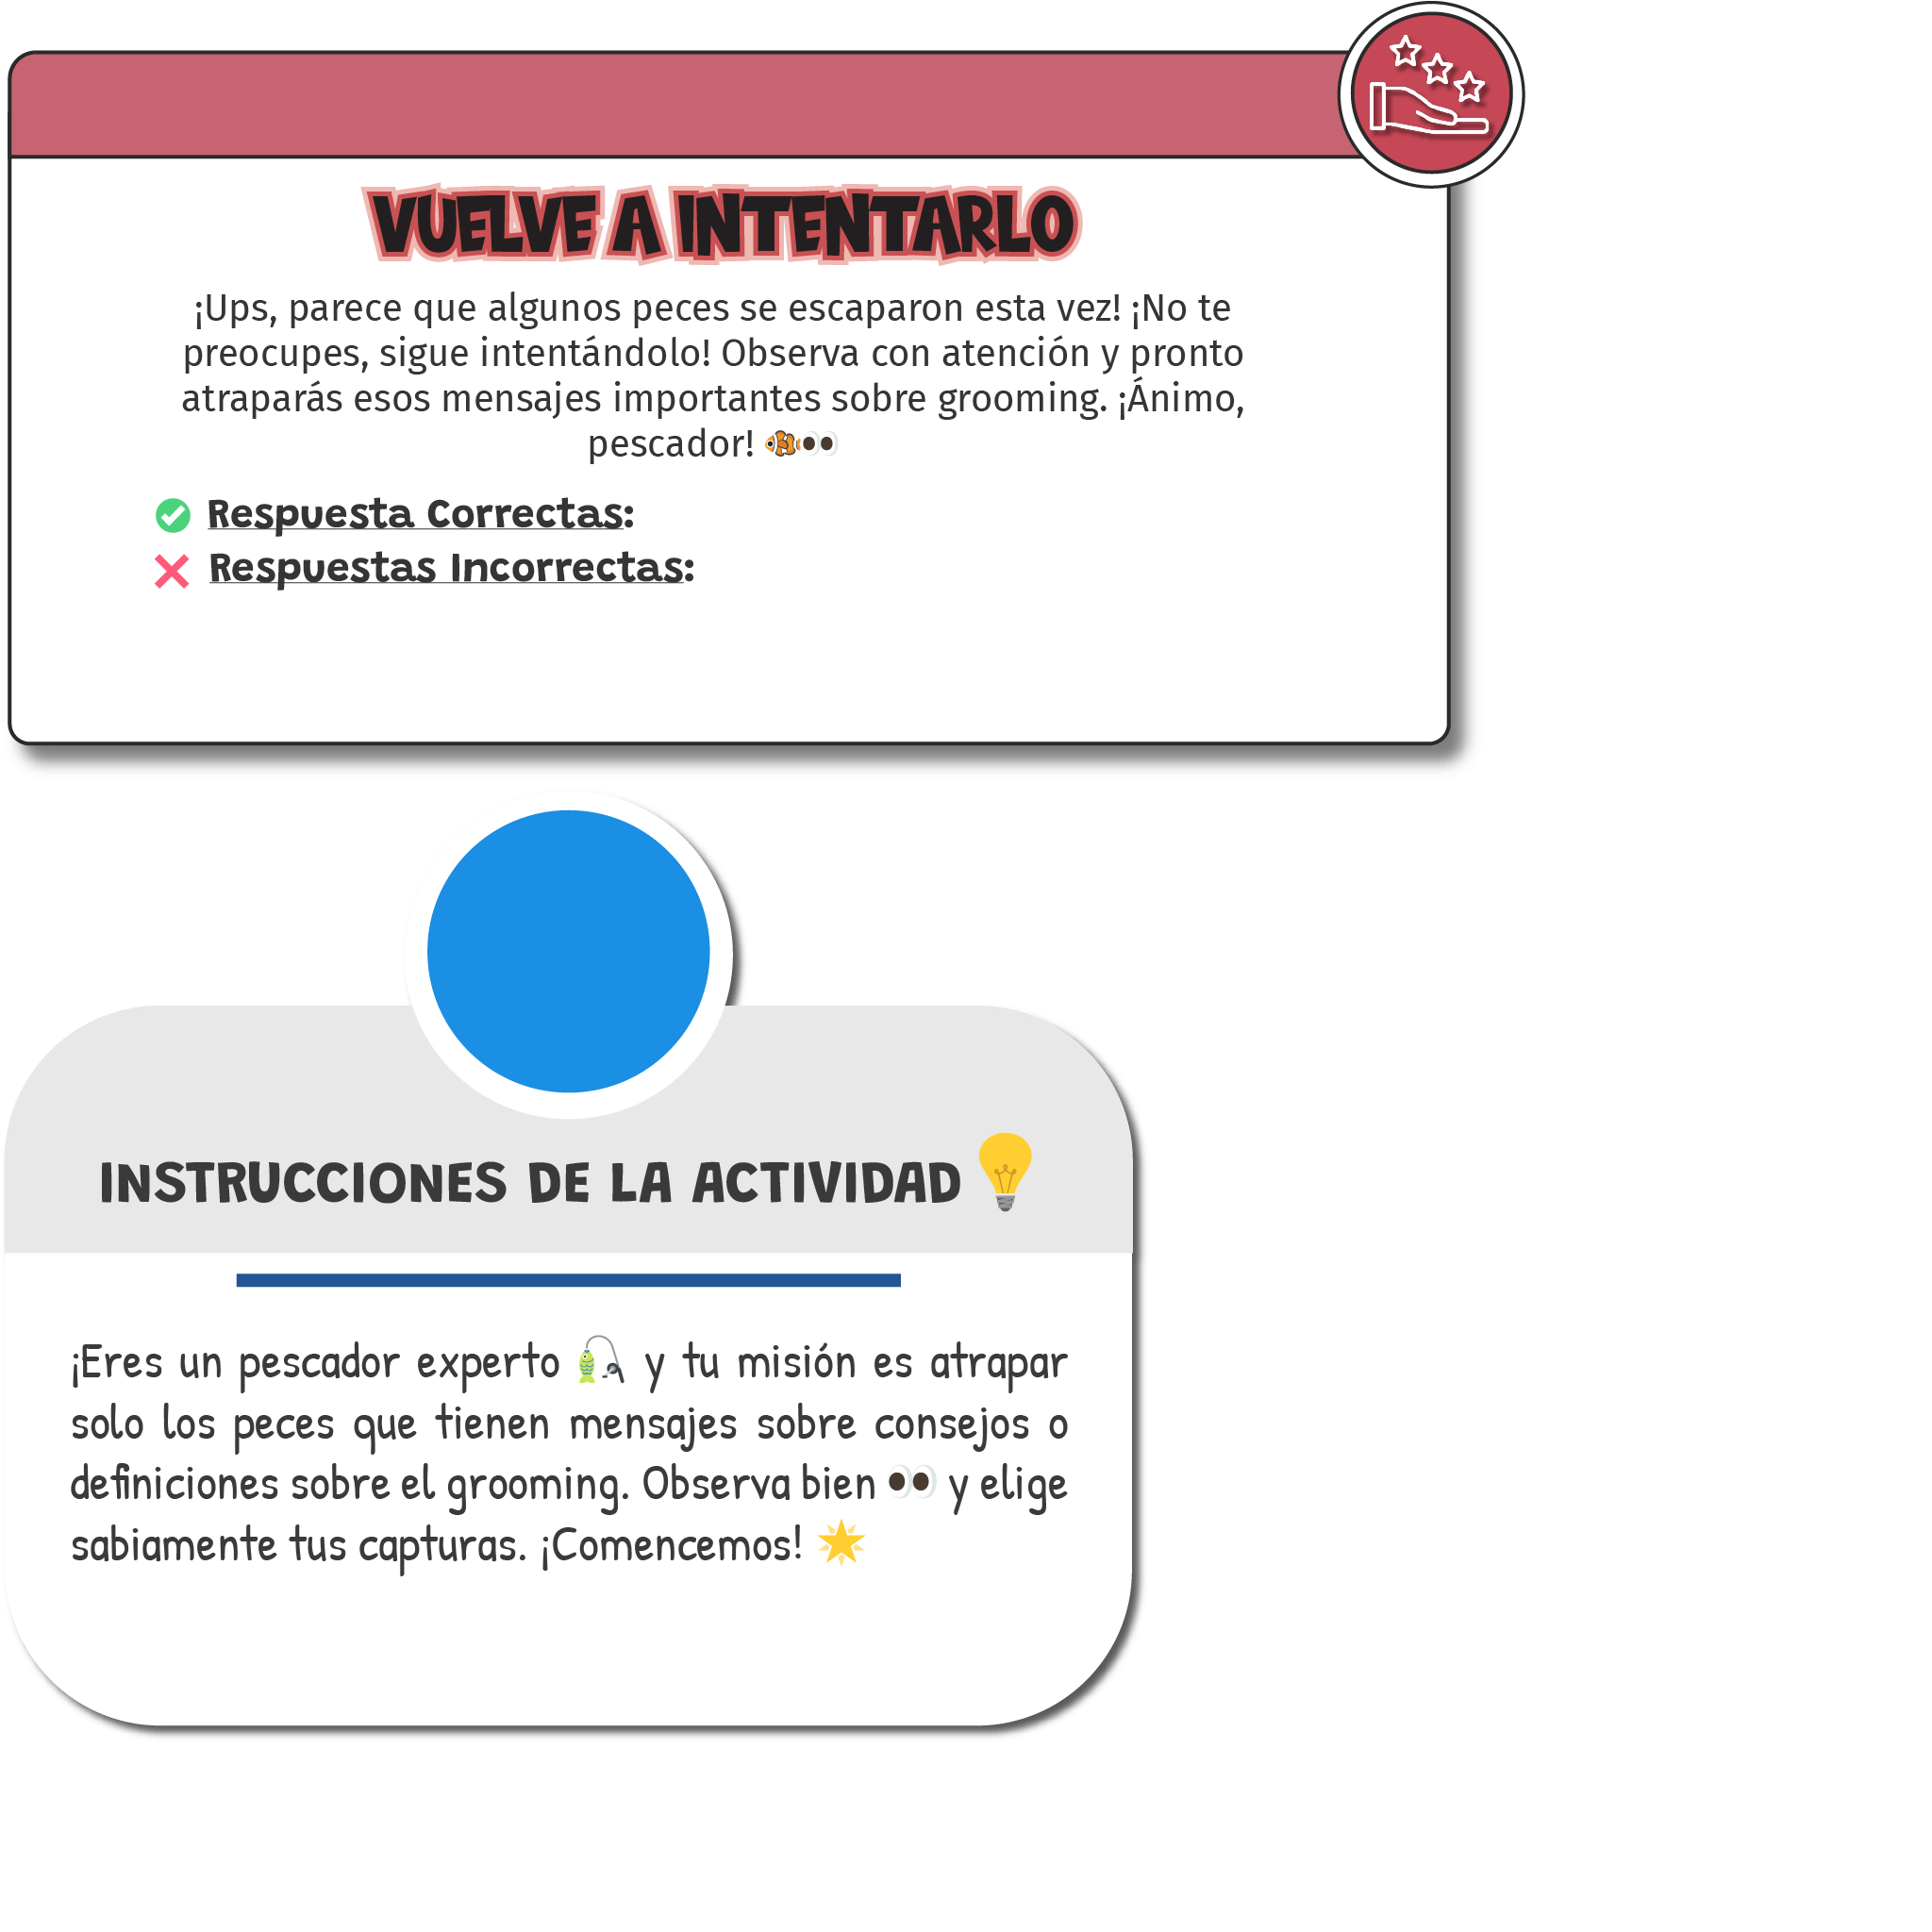 VUELVE A INTENTARLO
¡Ups, parece que algunos peces se escaparon esta vez! ¡No te
preocupes, sigue intentándolo! Observa con atención y pronto
atraparás esos mensajes importantes sobre grooming. ¡Ánimo,
pescador! 🐠👀
Respuesta Correctas:
Respuestas Incorrectas:
INSTRUCCIONES DE LA ACTIVIDAD
¡Eres un pescador experto 🎣 y tu misión es atrapar
solo los peces que tienen mensajes sobre consejos o
definiciones sobre el grooming. Observa bien 👀 y elige
sabiamente tus capturas. ¡Comencemos! 🌟